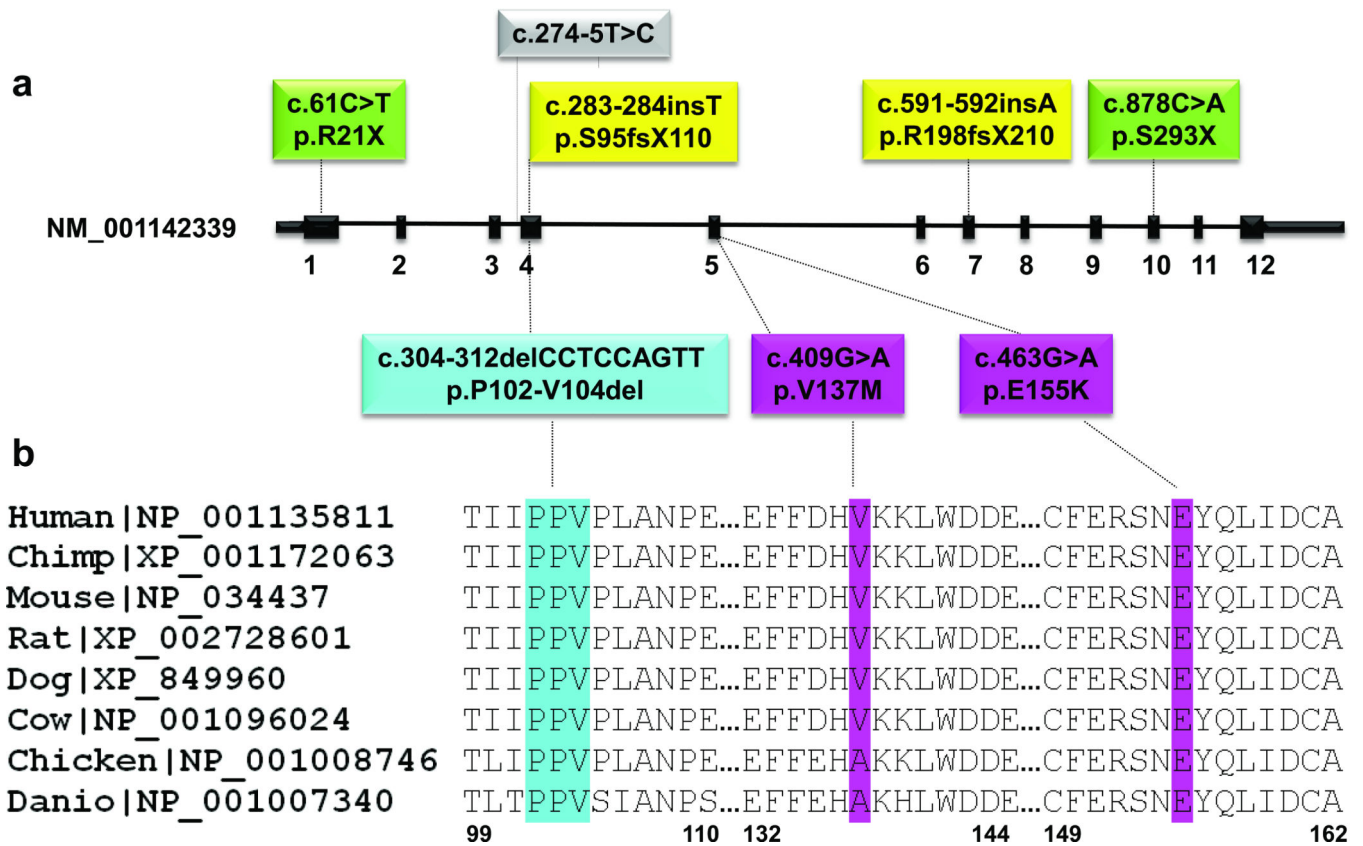 a
c.274-5T>C
c.61C>T
p.R21X
c.283-284insT
p.S95fsX110
c.591-592insA
p.R198fsX210
c.878C>A
p.S293X
NM_001142339
1 2 3 4 5 6 7 8 9 10 11 12
c.304-312delCCTCCAGTT
p.P102-V104del
c.409G>A
p.V137M
c.463G>A
p.E155K
b
Human|NP_001135811 TIIPPVPLANPE...EFFDHVKKLWDDE...CFERSNEYQLIDCA
Chimp|XP_001172063 TIIPPVPLANPE...EFFDHVKKLWDDE...CFERSNEYQLIDCA
Mouse|NP_034437 TIIPPVPLANPE...EFFDHVKKLWDDE...CFERSNEYQLIDCA
Rat|XP_002728601 TIIPPVPLANPE...EFFDHVKKLWDDE...CFERSNEYQLIDCA
Dog|XP_849960 TIIPPVPLANPE...EFFDHVKKLWDDE...CFERSNEYQLIDCA
Cow|NP_001096024 TIIPPVPLANPE...EFFDHVKKLWDDE...CFERSNEYQLIDCA
Chicken|NP_001008746 TLIPPVPLANPE...EFFEHAKKLWDDE...CFERSNEYQLIDCA
Danio|NP_001007340 TLTPPVSIANPS...EFFEHAKHLWDDE...CFERSNEYQLIDCA
99 110 132 144 149 162